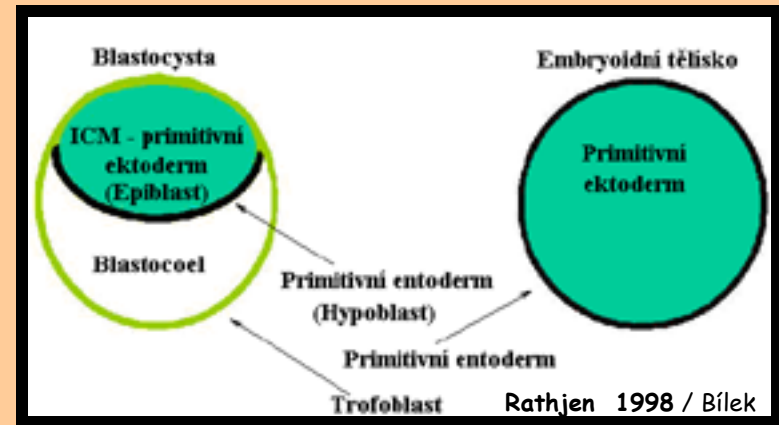 Blastocysta
ICM - primitivní
ektoderm
(Epiblast)
Blastocoel
Primitivní entoderm
(Hypoblast)
Primitivní entoderm
Trofoblast
Embryoidní tělisko
Primitivní
ektoderm
Rathjen 1998 / Bílek